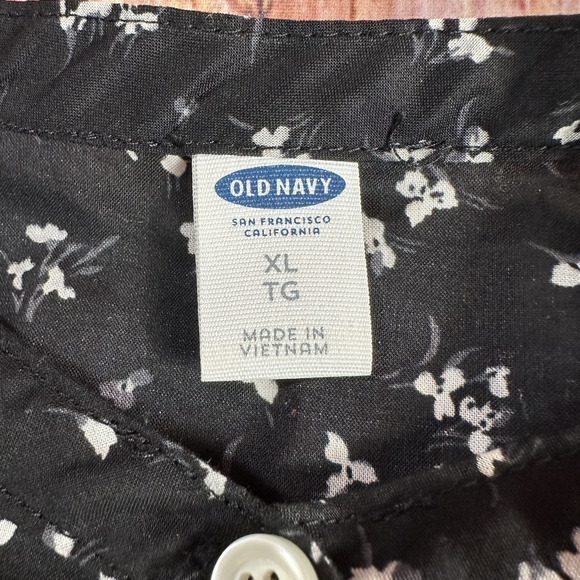 OLD NAVY
SAN FRANCISCO
CALIFORNIA
XL
TG
MADE IN
VIETNAM